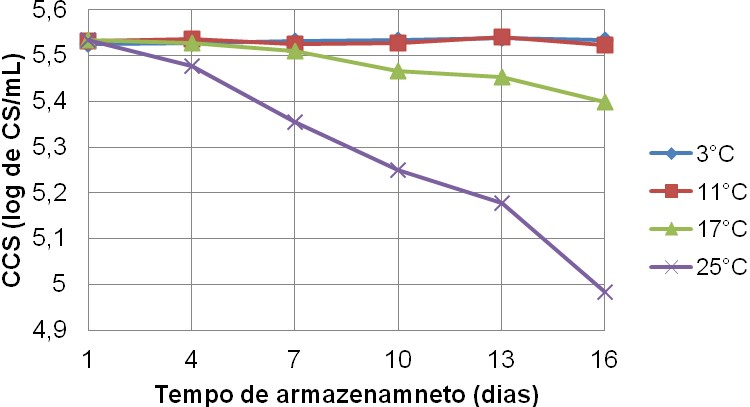 5,6
5,5
5,4
5,3
5,2
5,1
5
4,9
CCS (log de CS/mL)
1 4 7 10 13 16
Tempo de armazenamneto (dias)
3°C
11°C
17°C
25°C